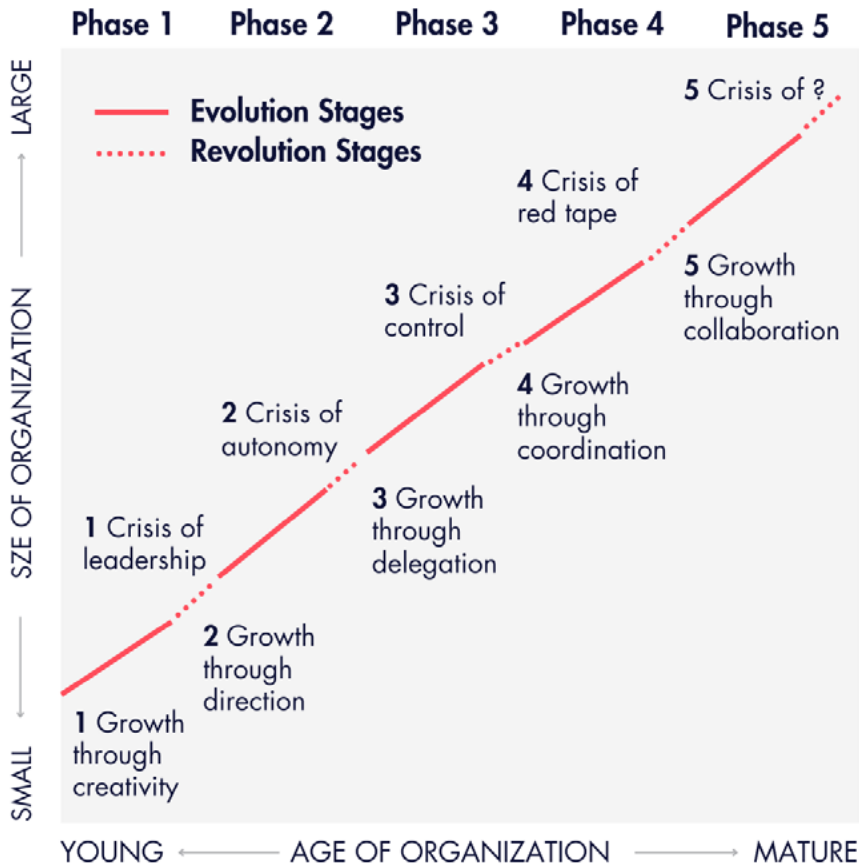 Phase 1 Phase 2 Phase 3 Phase 4 Phase 5
LARGE
SZE OF ORGANIZATION
SMALL
Evolution Stages
Revolution Stages
5 Crisis of ?
4 Crisis of
red tape
5 Growth
through
collaboration
3 Crisis of
control
4 Growth
through
coordination
2 Crisis of
autonomy
3 Growth
through
delegation
1 Crisis of
leadership
2 Growth
through
direction
1 Growth
through
creativity
YOUNG AGE OF ORGANIZATION MATURE